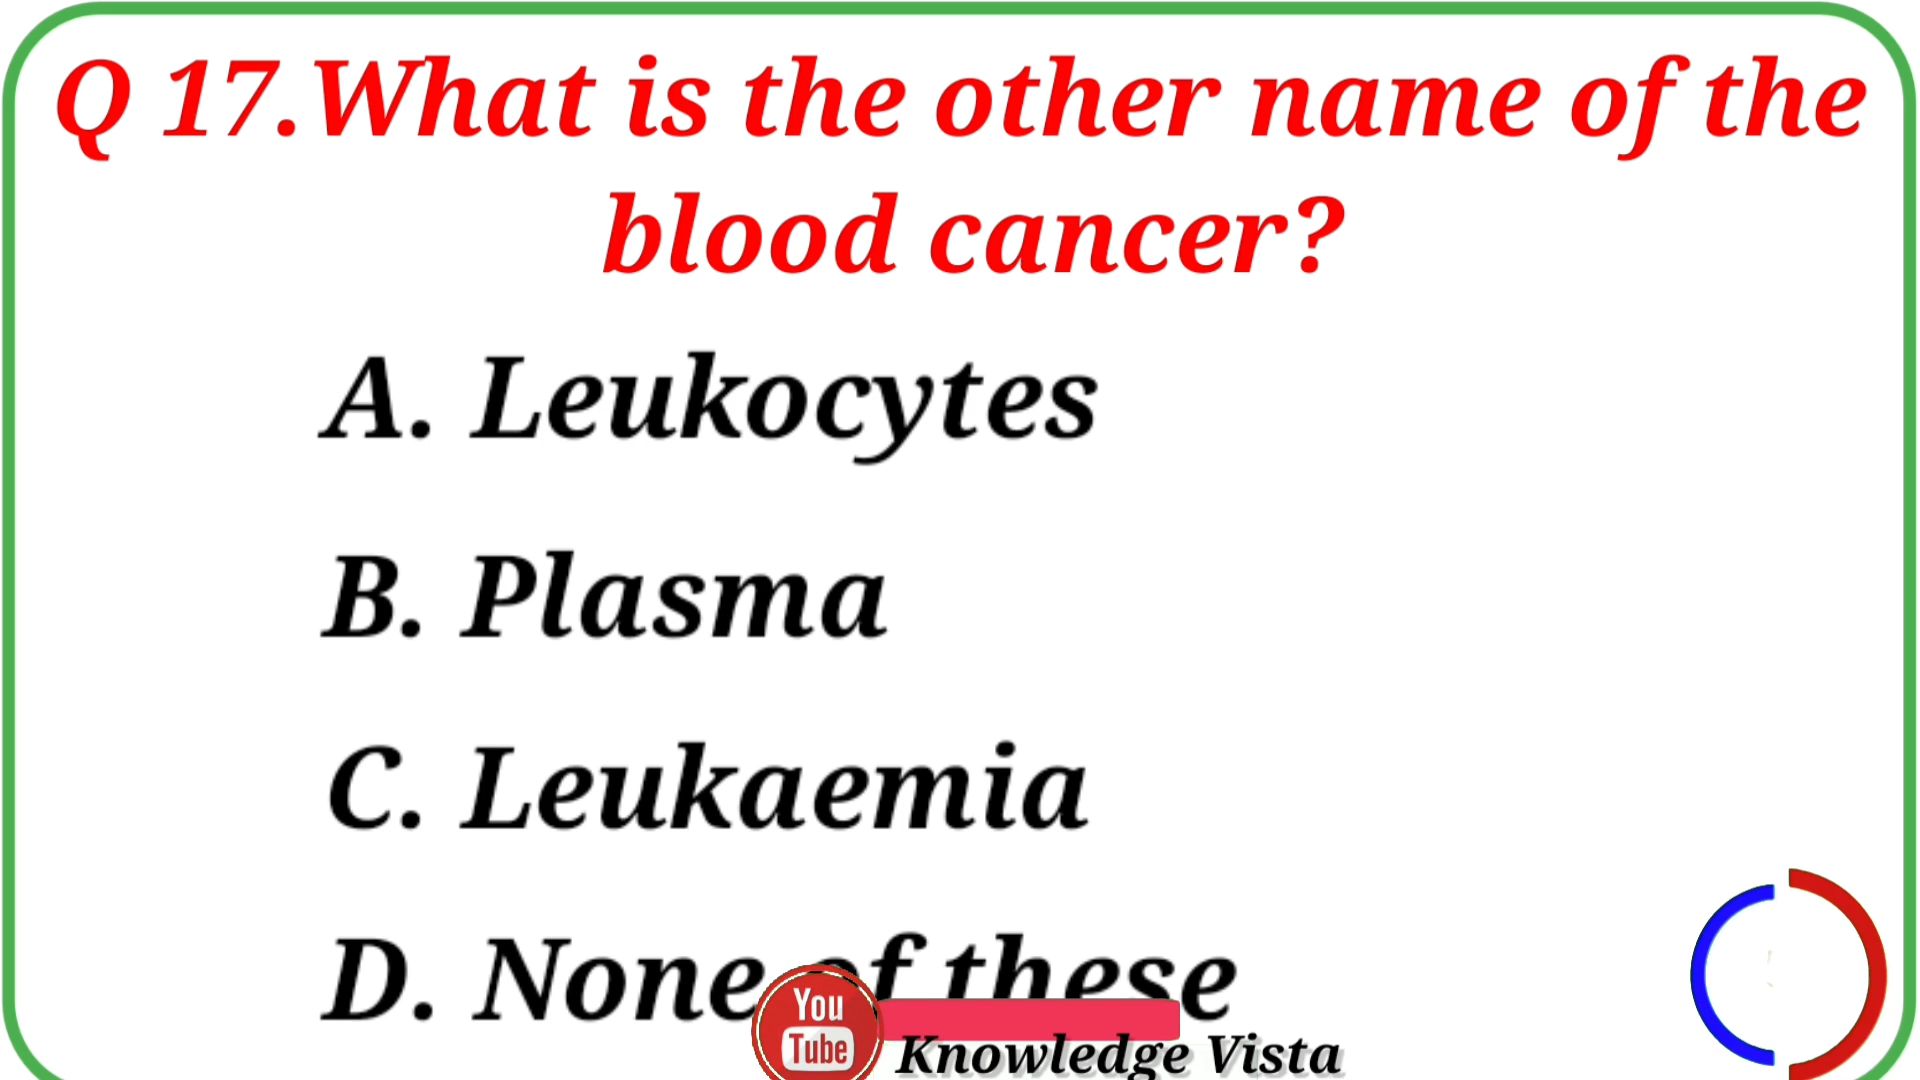 Q 17.What is the other name of the
blood cancer?
A. Leukocytes
B. Plasma
C. Leukaemia
D. None of these
You
Tube
Knowledge Vista